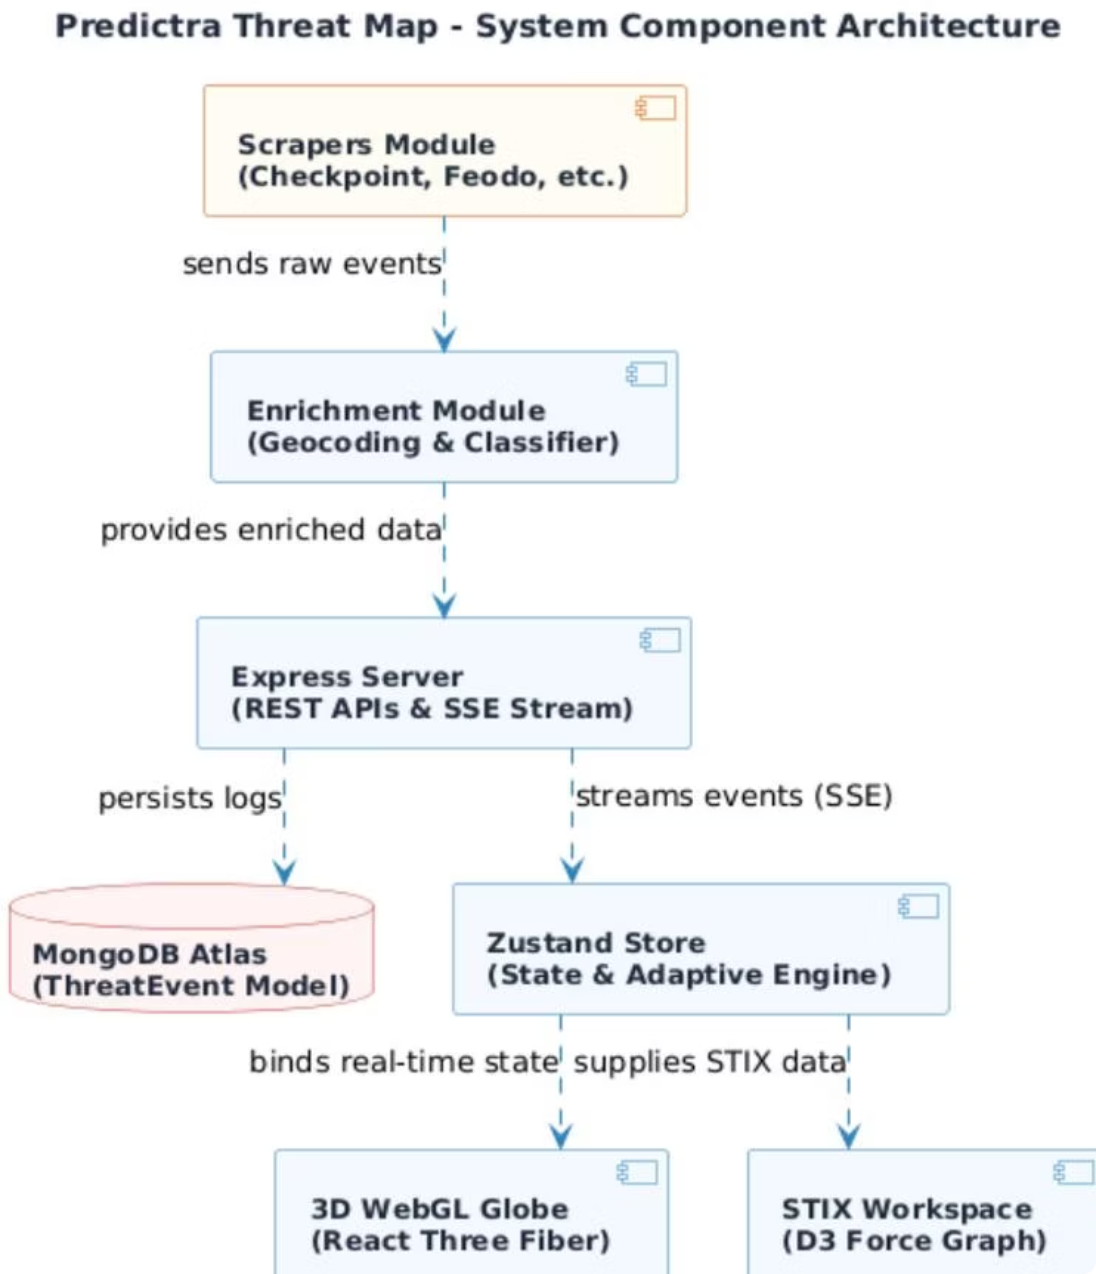 Predictra Threat Map - System Component Architecture
Scrapers Module
(Checkpoint, Feodo, etc.)
sends raw events
Enrichment Module
(Geocoding & Classifier)
provides enriched data
Express Server
(REST APIs & SSE Stream)
persists logs
streams events (SSE)
MongoDB Atlas
(ThreatEvent Model)
Zustand Store
(State & Adaptive Engine)
binds real-time state
supplies STIX data
3D WebGL Globe
(React Three Fiber)
STIX Workspace
(D3 Force Graph)